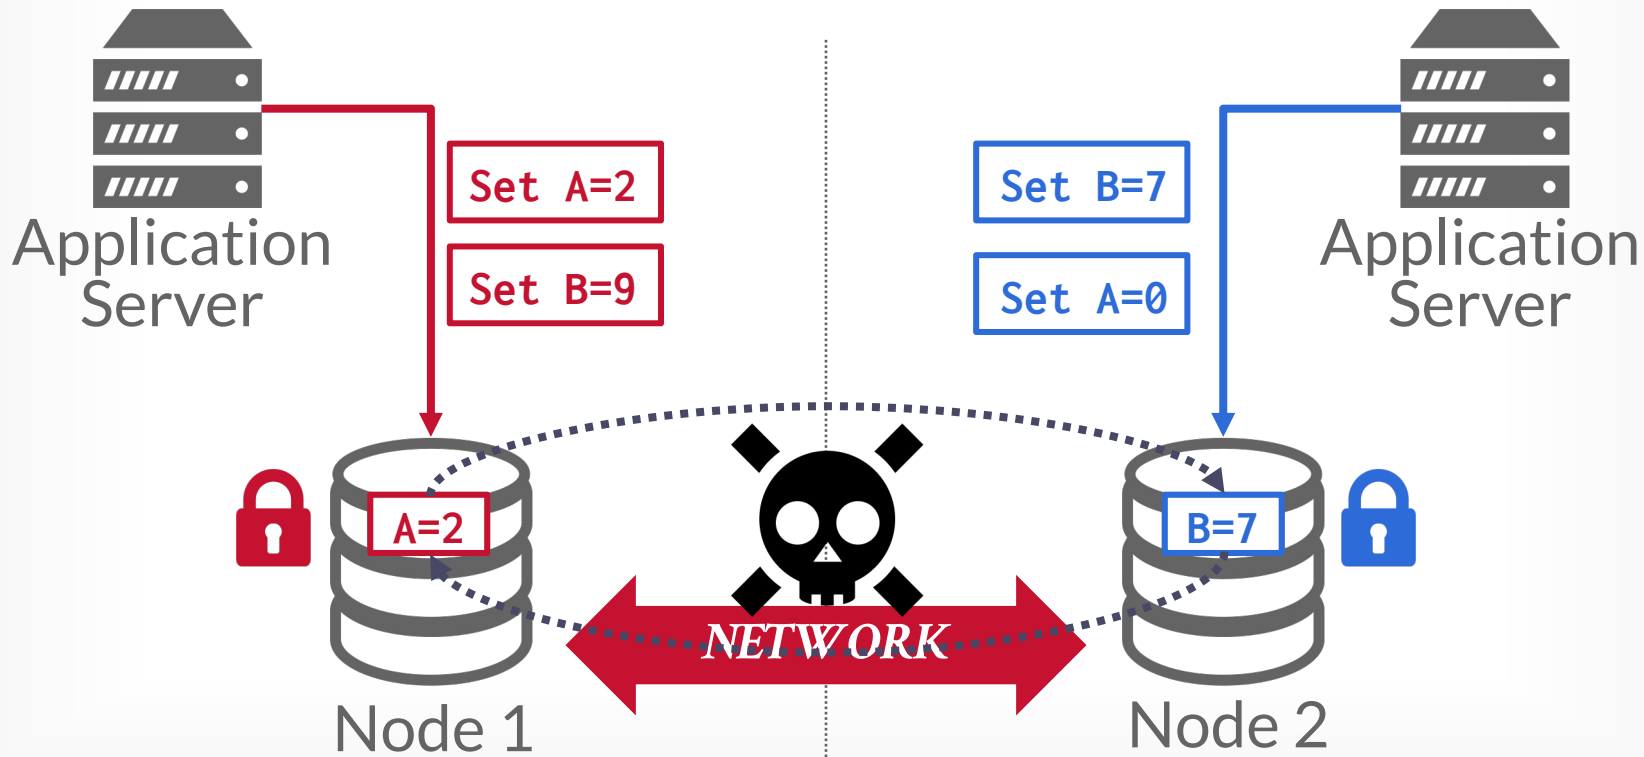 Application
Server
Set A=2
Set B=9
Set B=7
Set A=0
Application
Server
A=2
B=7
NETWORK
Node 1
Node 2